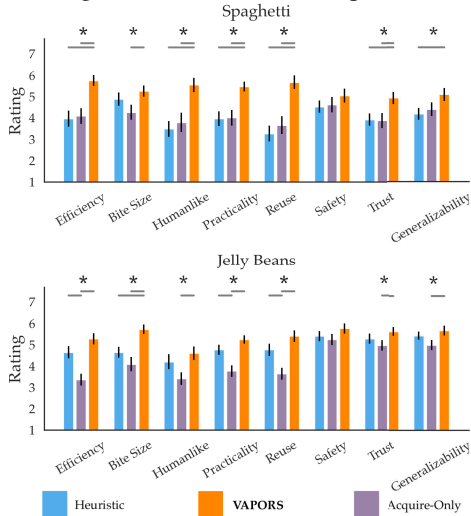 Spaghetti
Rating
7
6
5
4
3
2
1
* * * * * * *
Efficiency
Bite Size
Humanlike
Practicality
Reuse
Safety
Trust
Generalizability
Jelly Beans
Rating
7
6
5
4
3
2
1
* * * * * * *
Efficiency
Bite Size
Humanlike
Practicality
Reuse
Safety
Trust
Generalizability
Heuristic VAPORS Acquire-Only